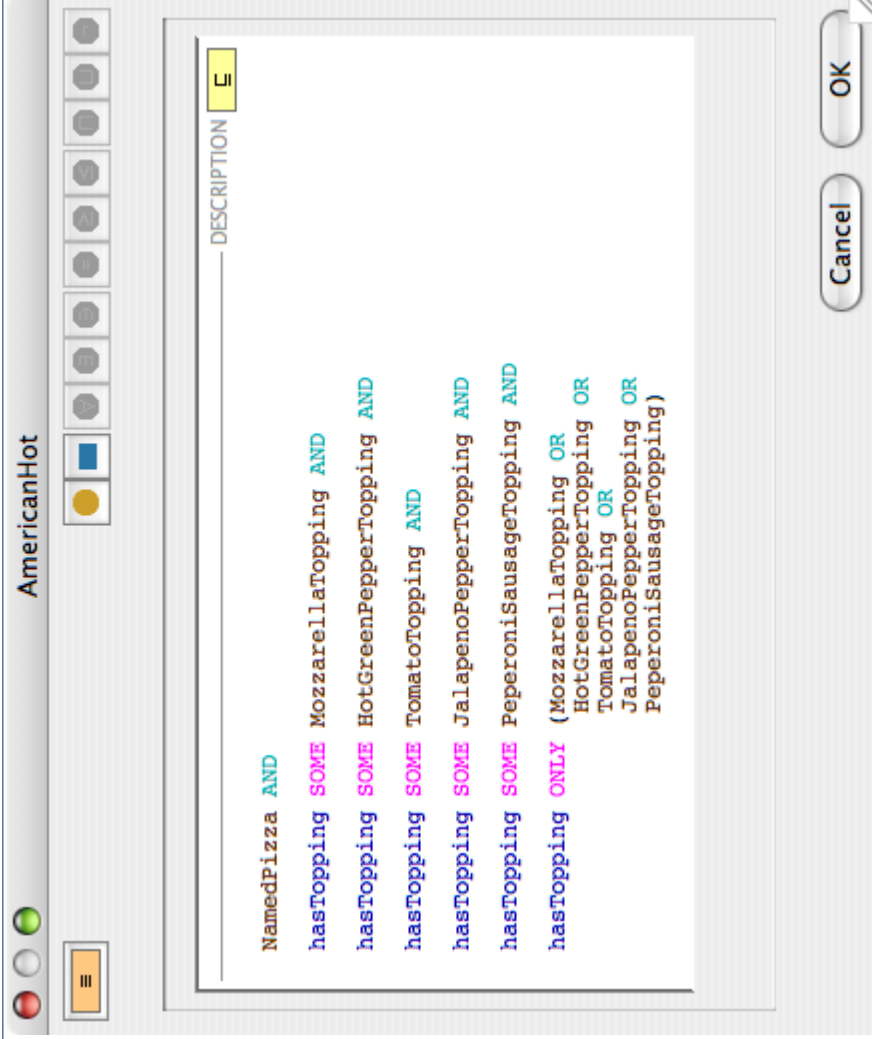 AmericanHot
≡
DESCRIPTION ⊑
NamedPizza AND
hasTopping SOME MozzarellaTopping AND
hasTopping SOME HotGreenPepperTopping AND
hasTopping SOME TomatoTopping AND
hasTopping SOME JalapenoPepperTopping AND
hasTopping SOME PeperoniSausageTopping AND
hasTopping ONLY (MozzarellaTopping OR
HotGreenPepperTopping OR
TomatoTopping OR
JalapenoPepperTopping OR
PeperoniSausageTopping)
Cancel OK